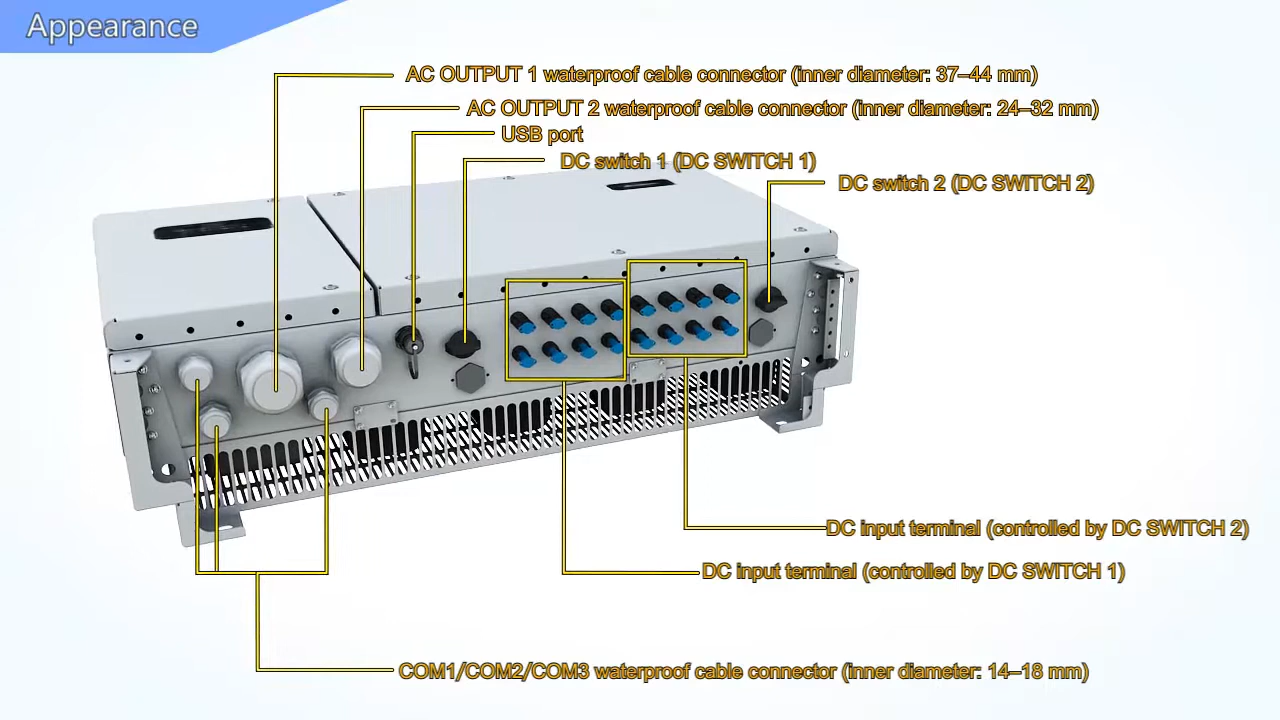 Appearance
AC OUTPUT 1 waterproof cable connector (inner diameter: 37–44 mm)
AC OUTPUT 2 waterproof cable connector (inner diameter: 24–32 mm)
USB port
DC switch 1 (DC SWITCH 1)
DC switch 2 (DC SWITCH 2)
DC input terminal (controlled by DC SWITCH 2)
DC input terminal (controlled by DC SWITCH 1)
COM1/COM2/COM3 waterproof cable connector (inner diameter: 14–18 mm)